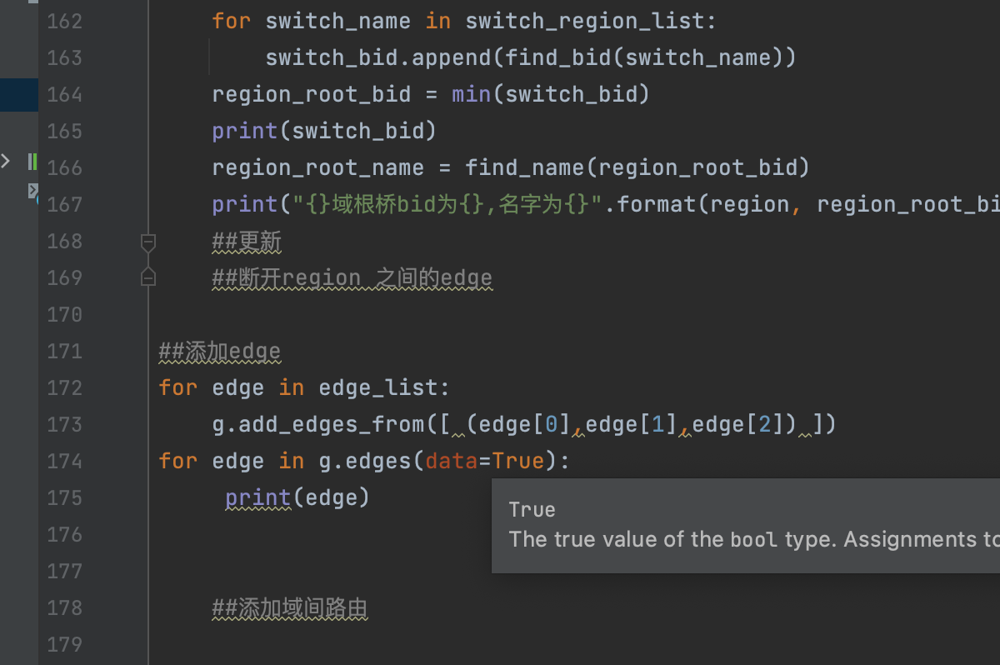 162 for switch_name in switch_region_list:
163 switch_bid.append(find_bid(switch_name))
164 region_root_bid = min(switch_bid)
165 print(switch_bid)
166 region_root_name = find_name(region_root_bid)
167 print("{}域根桥bid为{},名字为{}".format(region, region_root_bi
168 ##更新
169 ##断开region 之间的edge
170
171 ##添加edge
172 for edge in edge_list:
173 g.add_edges_from([ (edge[0],edge[1],edge[2]) ])
174 for edge in g.edges(data=True):
175 print(edge)
True
The true value of the bool type. Assignments to
176
177
178 ##添加域间路由
179